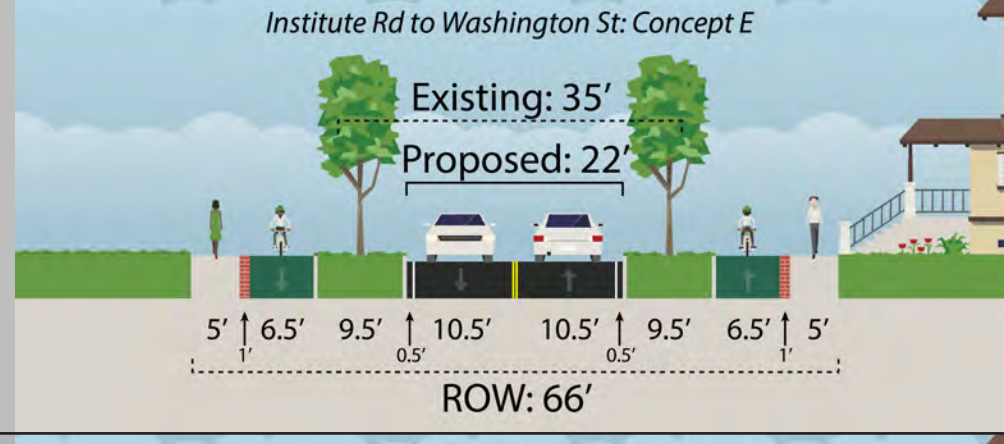 Institute Rd to Washington St: Concept E
Existing: 35’
Proposed: 22’
5’ 6.5’ 9.5’ 10.5’ 10.5’ 9.5’ 6.5’ 5’
1’ 0.5’ 0.5’ 1’
ROW: 66’